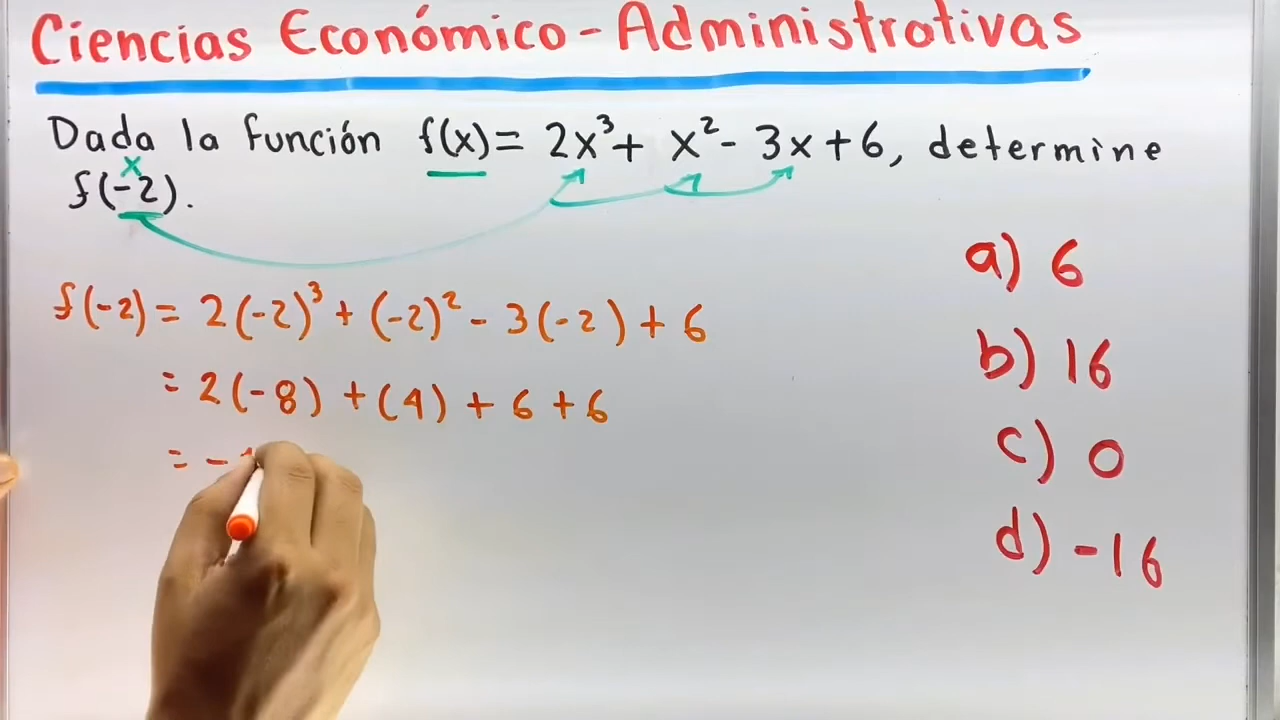 Ciencias Económico - Administrativas
Dada la función f(x) = 2x³ + x² - 3x + 6, determine
x
f(-2).
a) 6
f(-2) = 2(-2)³ + (-2)² - 3(-2) + 6
b) 16
= 2(-8) + (4) + 6 + 6
c) 0
= -
d) -16